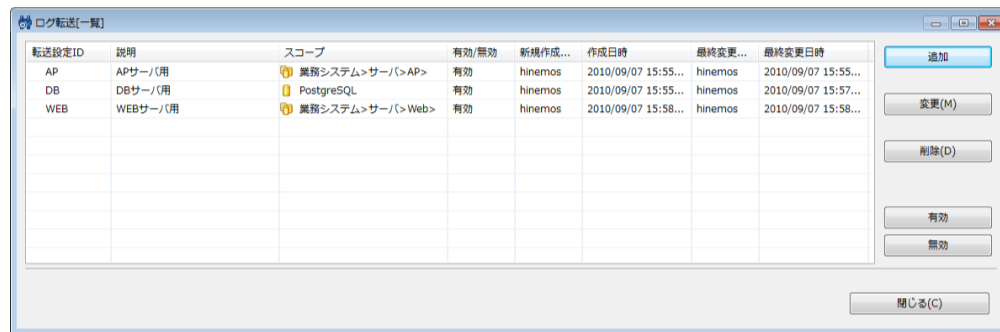 ログ転送[一覧]
転送設定ID 説明 スコープ 有効/無効 新規作成... 作成日時 最終変更... 最終変更日時
AP APサーバ用 業務システム>サーバ>AP> 有効 hinemos 2010/09/07 15:55... hinemos 2010/09/07 15:55...
DB DBサーバ用 PostgreSQL 有効 hinemos 2010/09/07 15:55... hinemos 2010/09/07 15:57...
WEB WEBサーバ用 業務システム>サーバ>Web> 有効 hinemos 2010/09/07 15:58... hinemos 2010/09/07 15:58...
追加
変更(M)
削除(D)
有効
無効
閉じる(C)